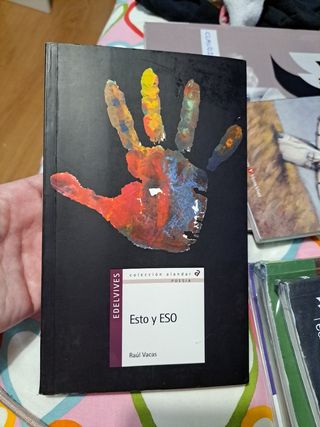 colección alandar
POESÍA
EDELVIVES
Esto y ESO
Raúl Vacas